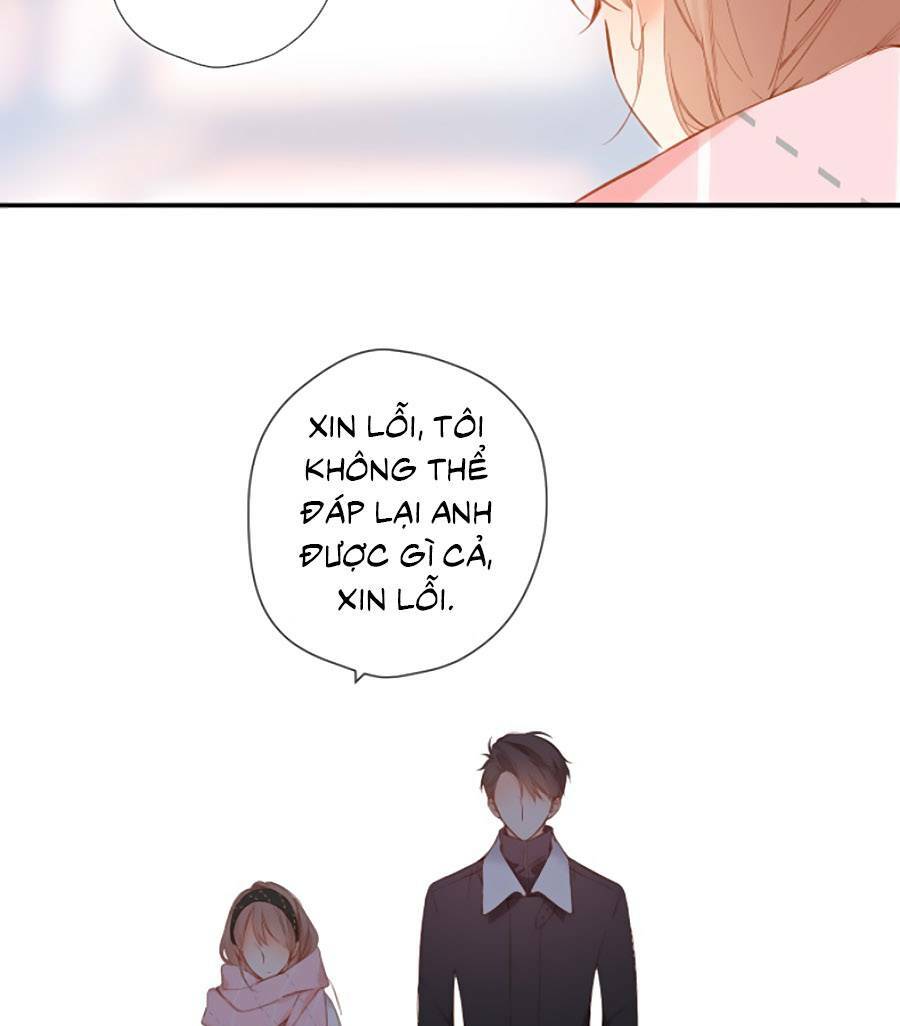 XIN LỖI, TÔI
KHÔNG THỂ
ĐÁP LẠI ANH
ĐƯỢC GÌ CẢ,
XIN LỖI.